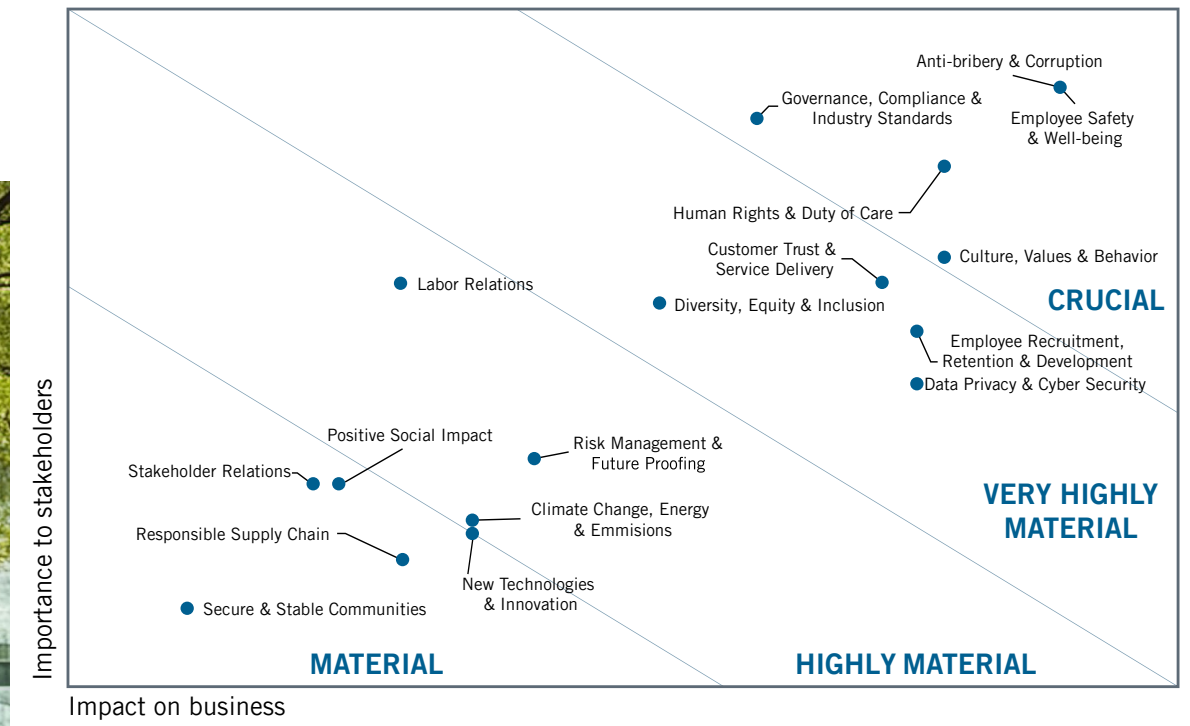 Anti-bribery & Corruption
Governance, Compliance &
Industry Standards
Employee Safety
& Well-being
Human Rights & Duty of Care
Customer Trust &
Service Delivery
Culture, Values & Behavior
Labor Relations
CRUCIAL
Diversity, Equity & Inclusion
Employee Recruitment,
Retention & Development
Data Privacy & Cyber Security
Importance to stakeholders
Positive Social Impact
Risk Management &
Future Proofing
Stakeholder Relations
VERY HIGHLY
MATERIAL
Climate Change, Energy
& Emmisions
Responsible Supply Chain
New Technologies
& Innovation
Secure & Stable Communities
MATERIAL
HIGHLY MATERIAL
Impact on business